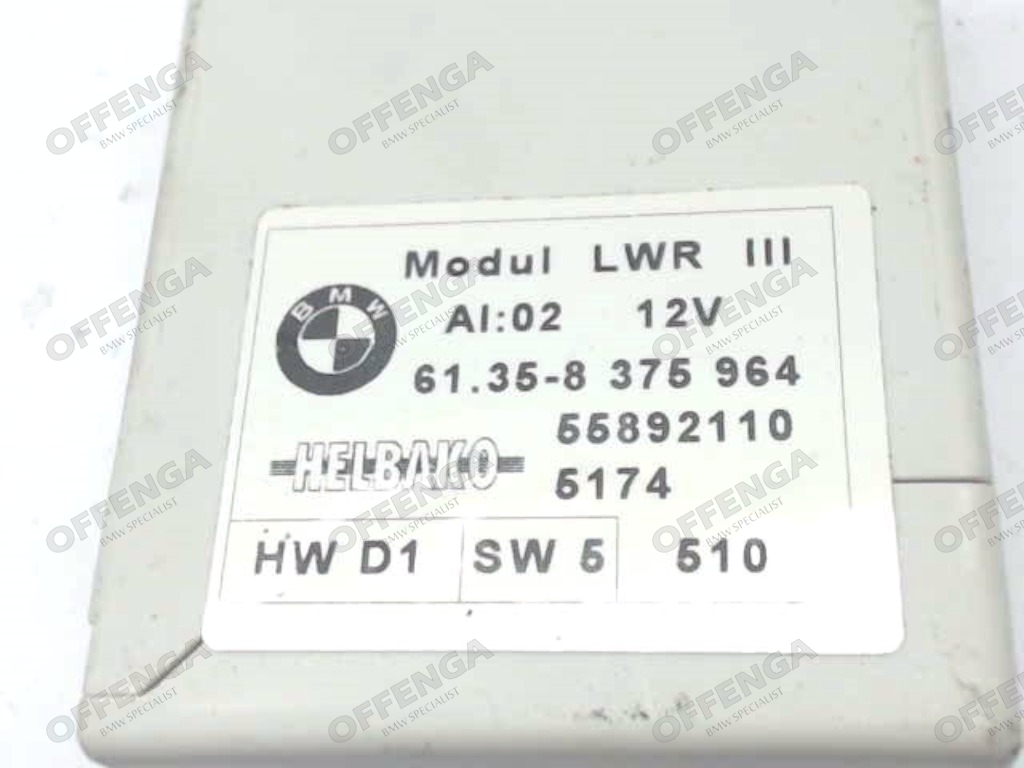 Modul LWR III
BMW
AI:02 12V
61.35-8 375 964
55892110
HELBAKO
5174
HW D1 SW 5 510
OFFENGA
BMW SPECIALIST